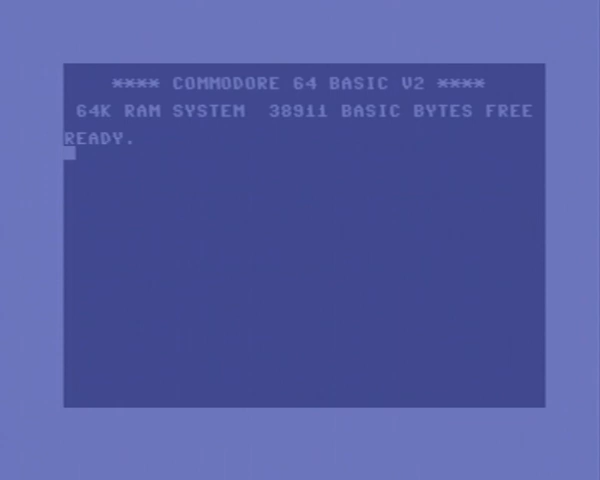 **** COMMODORE 64 BASIC V2 ****
64K RAM SYSTEM 38911 BASIC BYTES FREE
READY.